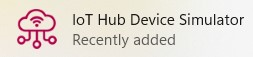 IoT Hub Device Simulator
Recently added